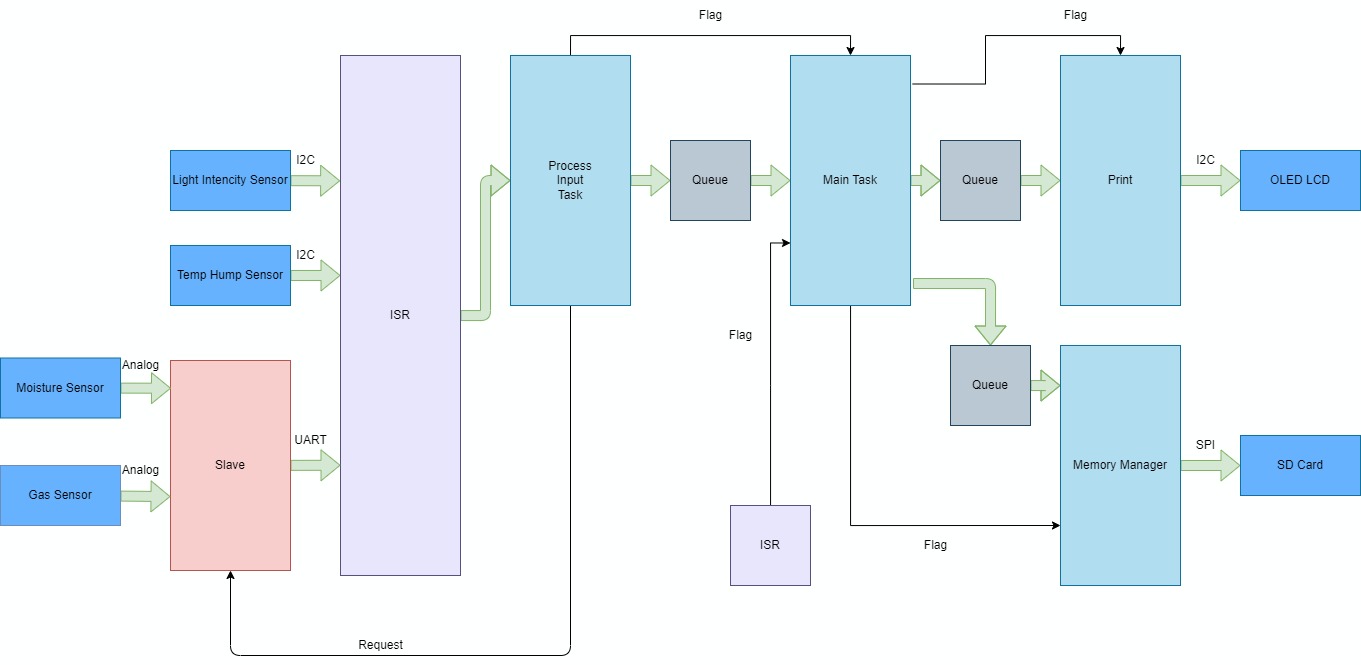 Flag
Flag
I2C
Light Intencity Sensor
Process
Input
Task
Queue
Main Task
Queue
Print
I2C
OLED LCD
I2C
Temp Hump Sensor
ISR
Flag
Analog
Moisture Sensor
Queue
UART
Slave
Analog
Gas Sensor
Memory Manager
SPI
SD Card
ISR
Flag
Request